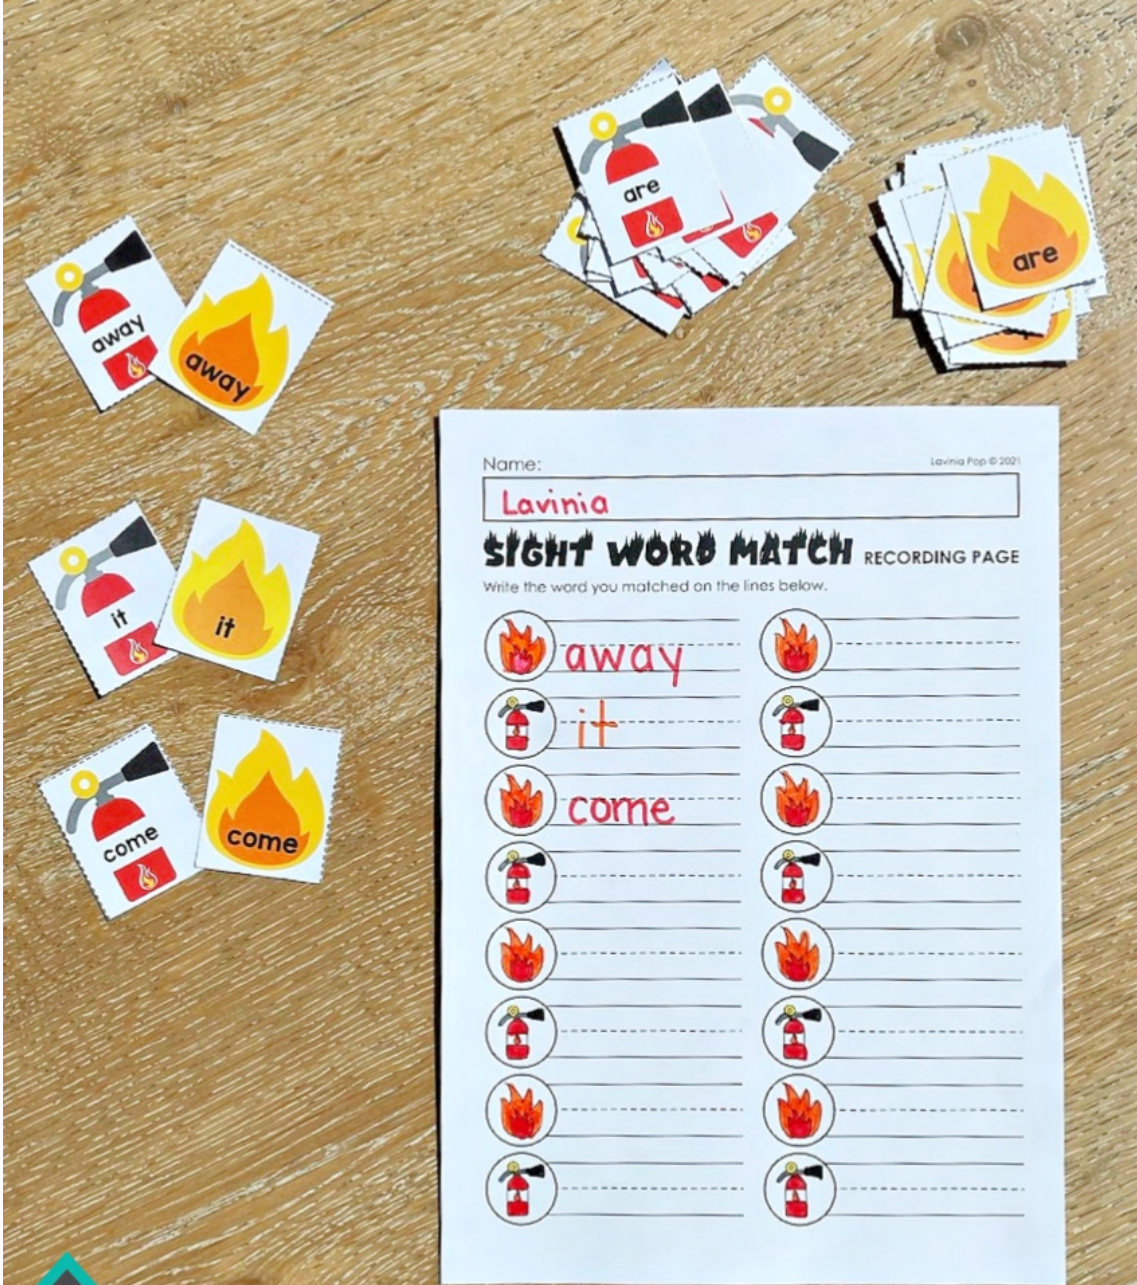 are
are
away
away
it
it
come
come
Name:
Lavinia Pop © 2021
Lavinia
SIGHT WORD MATCH RECORDING PAGE
Write the word you matched on the lines below.
away
it
come